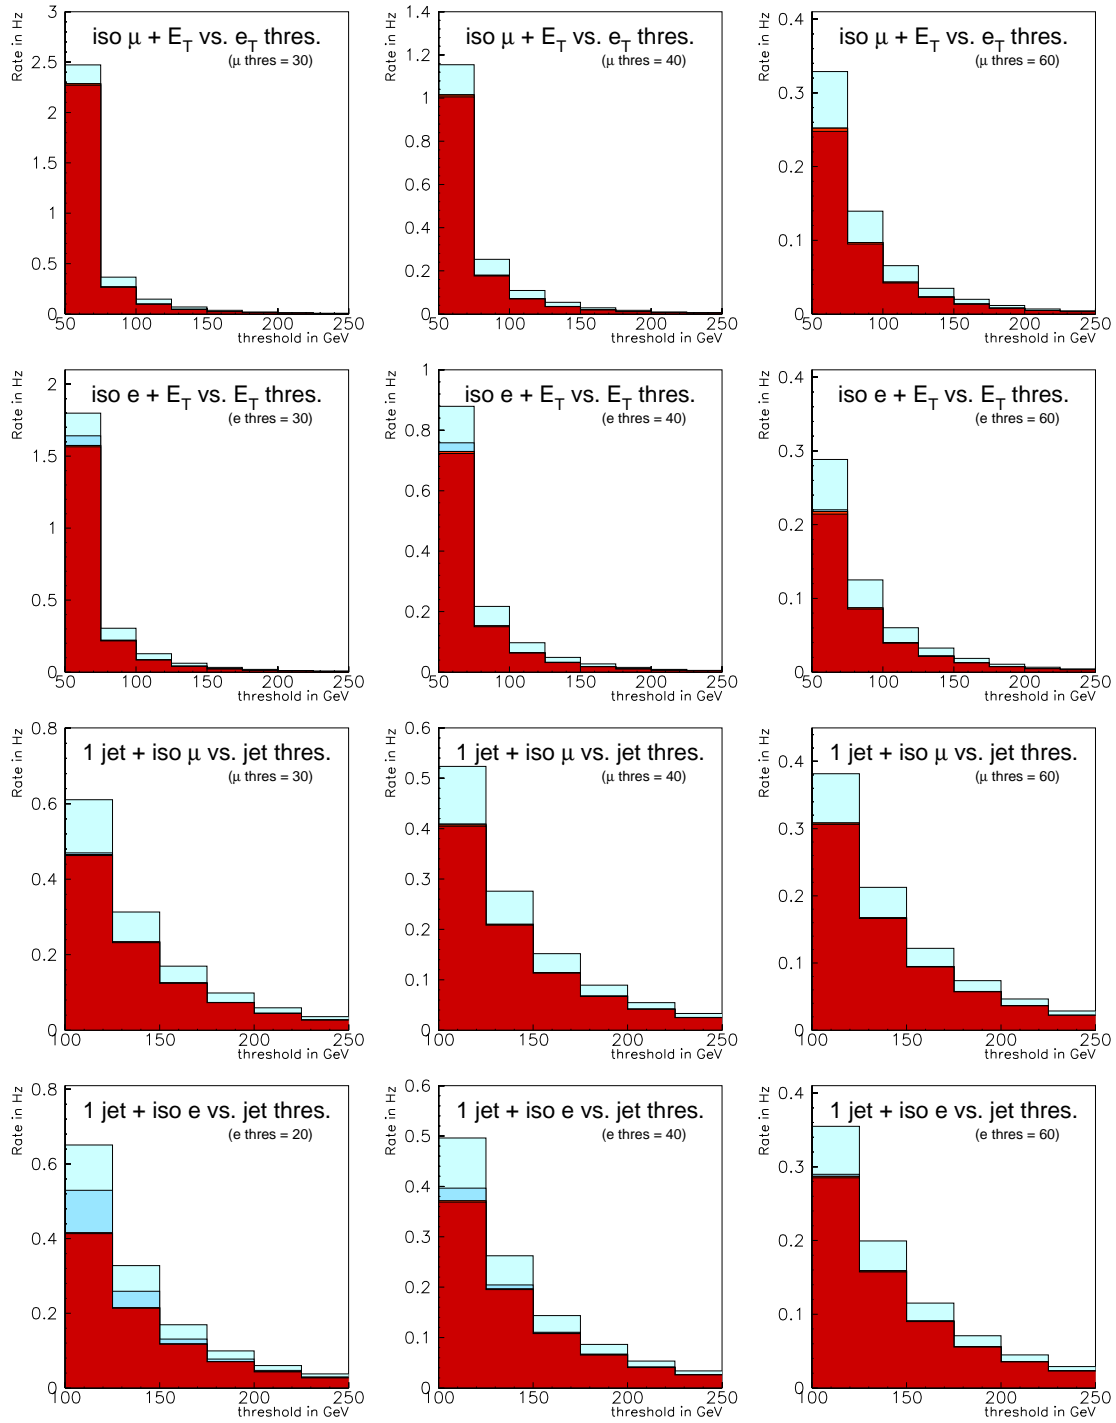 iso μ + E_T vs. e_T thres.
(μ thres = 30)
Rate in Hz
3
2.5
2
1.5
1
0.5
0
50 100 150 200 250
threshold in GeV
iso μ + E_T vs. e_T thres.
(μ thres = 40)
Rate in Hz
1.4
1.2
1
0.8
0.6
0.4
0.2
0
50 100 150 200 250
threshold in GeV
iso μ + E_T vs. e_T thres.
(μ thres = 60)
Rate in Hz
0.4
0.3
0.2
0.1
0
50 100 150 200 250
threshold in GeV
iso e + E_T vs. E_T thres.
(e thres = 30)
Rate in Hz
2
1.5
1
0.5
0
50 100 150 200 250
threshold in GeV
iso e + E_T vs. E_T thres.
(e thres = 40)
Rate in Hz
1
0.8
0.6
0.4
0.2
0
50 100 150 200 250
threshold in GeV
iso e + E_T vs. E_T thres.
(e thres = 60)
Rate in Hz
0.4
0.3
0.2
0.1
0
50 100 150 200 250
threshold in GeV
1 jet + iso μ vs. jet thres.
(μ thres = 30)
Rate in Hz
0.8
0.6
0.4
0.2
0
100 150 200 250
threshold in GeV
1 jet + iso μ vs. jet thres.
(μ thres = 40)
Rate in Hz
0.6
0.5
0.4
0.3
0.2
0.1
0
100 150 200 250
threshold in GeV
1 jet + iso μ vs. jet thres.
(μ thres = 60)
Rate in Hz
0.4
0.3
0.2
0.1
0
100 150 200 250
threshold in GeV
1 jet + iso e vs. jet thres.
(e thres = 20)
Rate in Hz
0.8
0.6
0.4
0.2
0
100 150 200 250
threshold in GeV
1 jet + iso e vs. jet thres.
(e thres = 40)
Rate in Hz
0.6
0.5
0.4
0.3
0.2
0.1
0
100 150 200 250
threshold in GeV
1 jet + iso e vs. jet thres.
(e thres = 60)
Rate in Hz
0.4
0.3
0.2
0.1
0
100 150 200 250
threshold in GeV